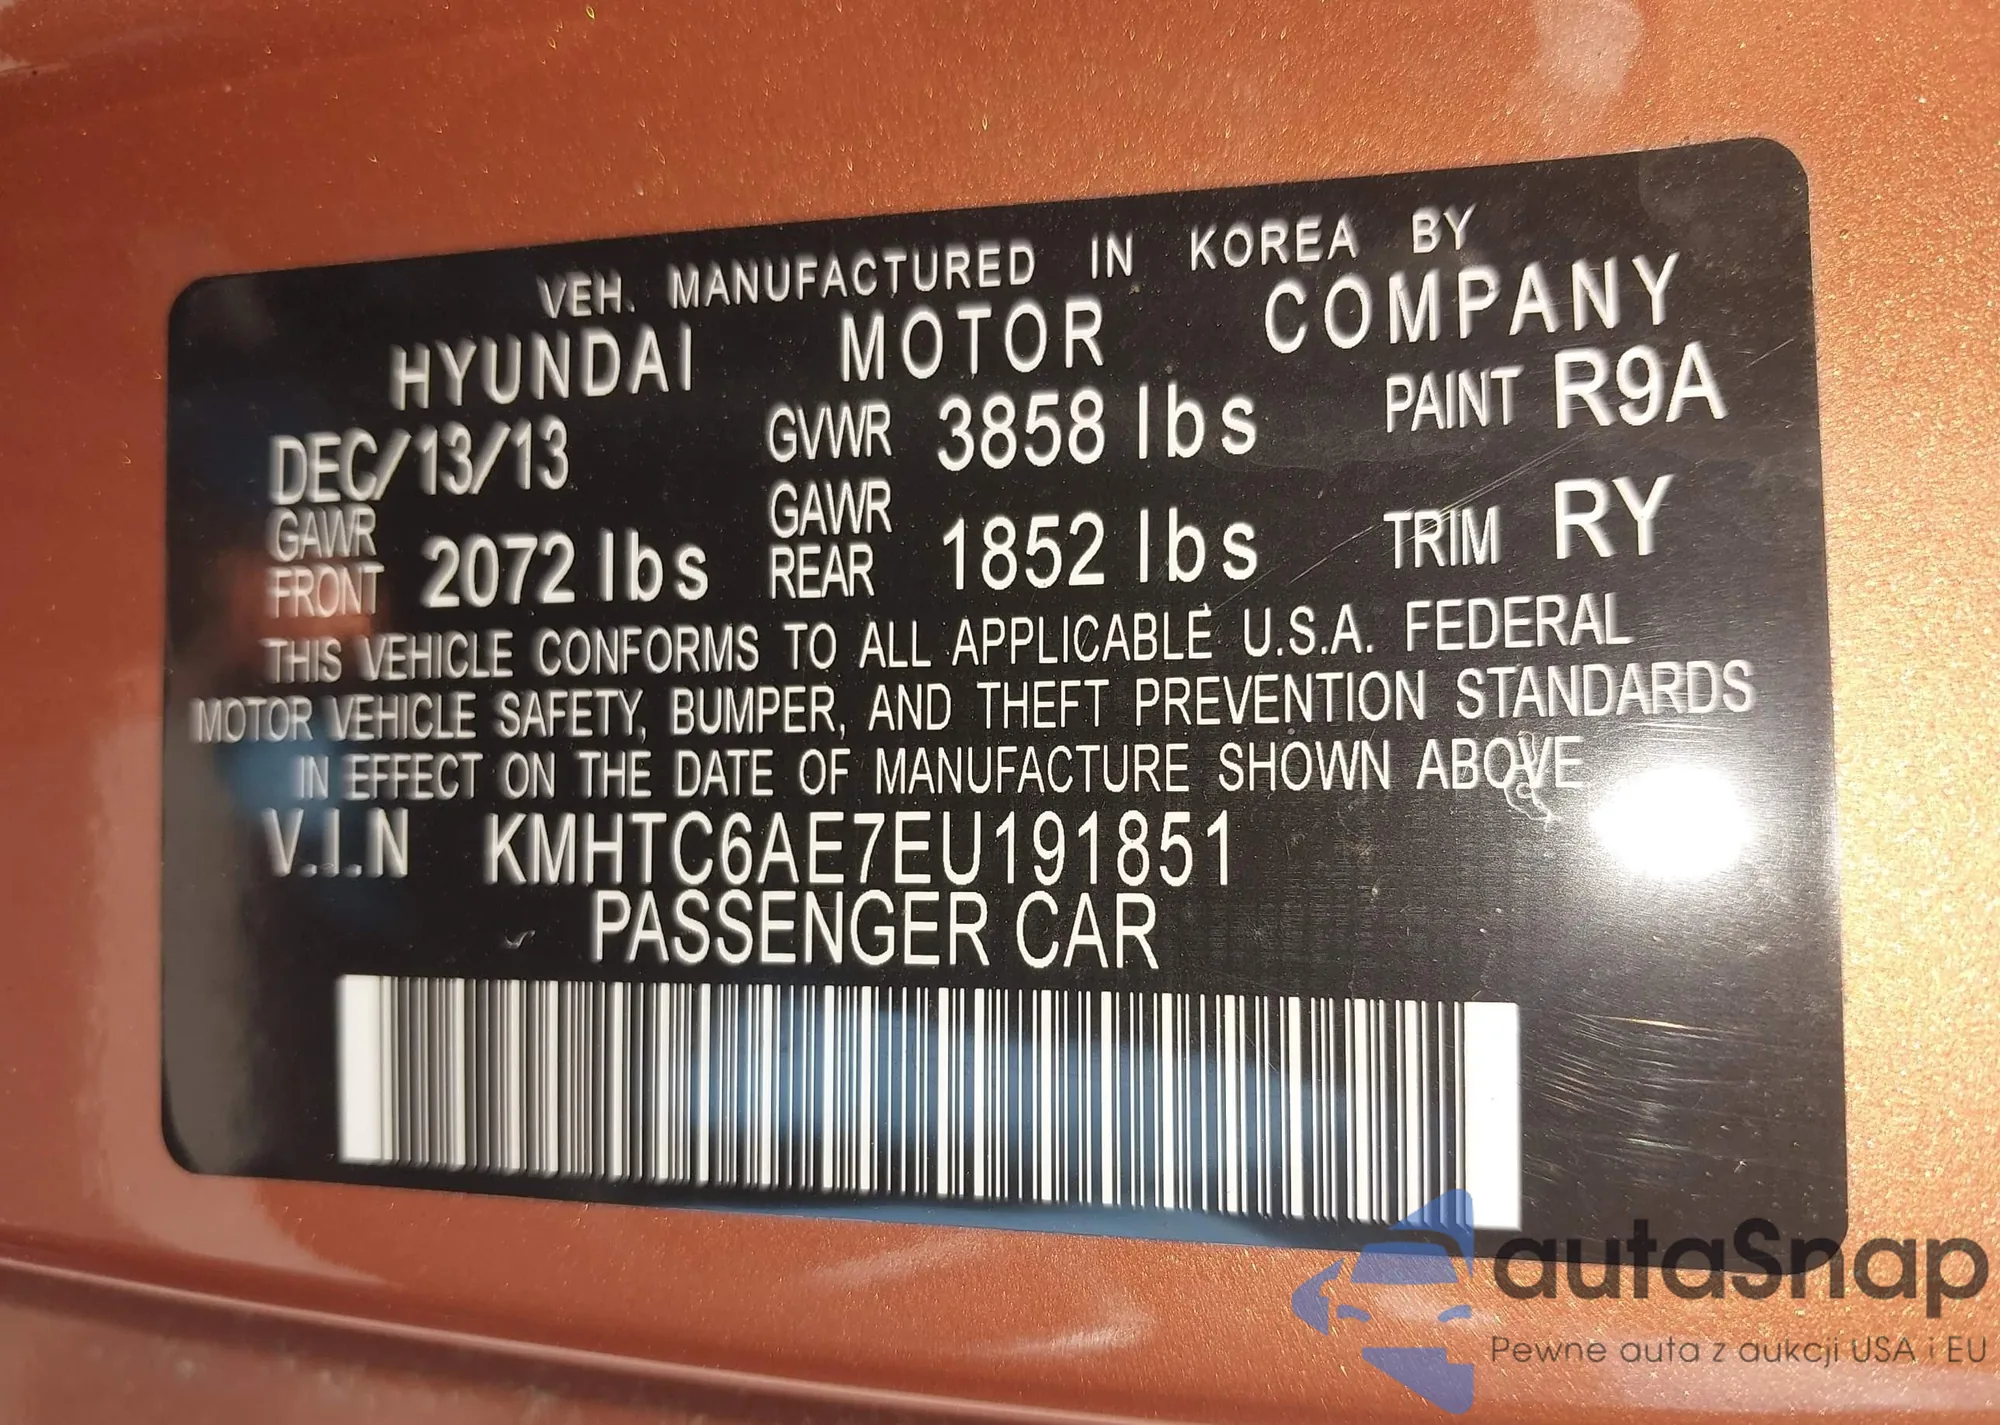 VEH. MANUFACTURED IN KOREA BY
HYUNDAI MOTOR COMPANY
DEC/13/13 GVWR 3858 lbs PAINT R9A
GAWR FRONT 2072 lbs GAWR REAR 1852 lbs TRIM RY
THIS VEHICLE CONFORMS TO ALL APPLICABLE U.S.A. FEDERAL
MOTOR VEHICLE SAFETY, BUMPER, AND THEFT PREVENTION STANDARDS
IN EFFECT ON THE DATE OF MANUFACTURE SHOWN ABOVE
V.I.N KMHTC6AE7EU191851
PASSENGER CAR
autaSnap
Pewne auta z aukcji USA i EU